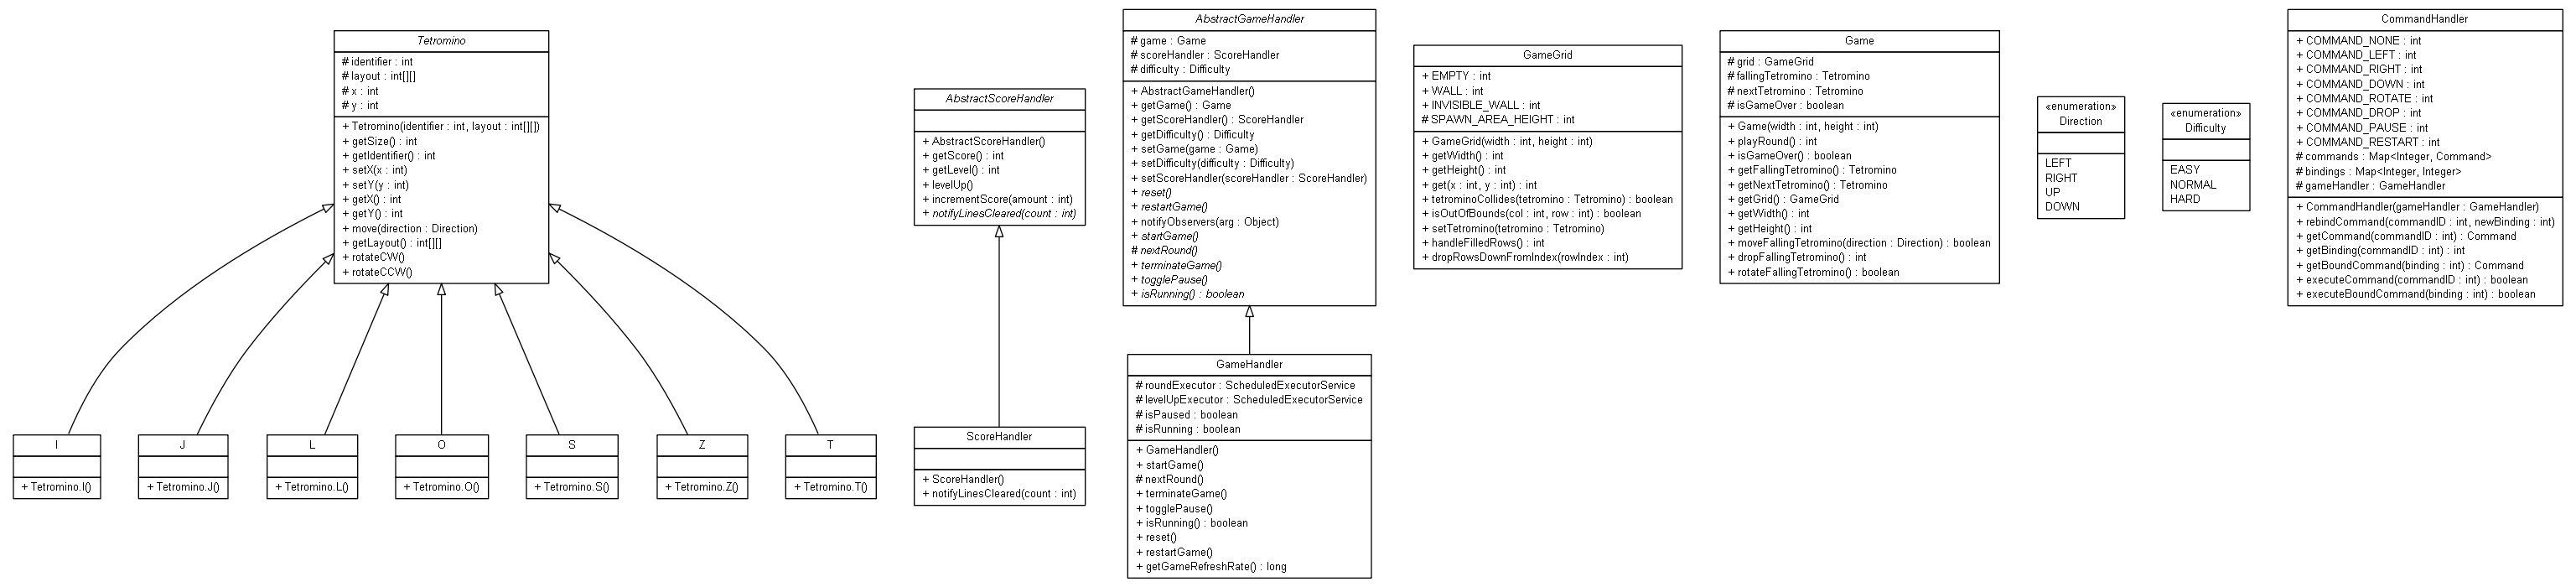 Tetromino
# identifier : int
# layout : int[][]
# x : int
# y : int
+ Tetromino(identifier : int, layout : int[][])
+ getSize() : int
+ getIdentifier() : int
+ setX(x : int)
+ setY(y : int)
+ getX() : int
+ getY() : int
+ move(direction : Direction)
+ getLayout() : int[][]
+ rotateCW()
+ rotateCCW()
I
+ Tetromino.I()
J
+ Tetromino.J()
L
+ Tetromino.L()
O
+ Tetromino.O()
S
+ Tetromino.S()
Z
+ Tetromino.Z()
T
+ Tetromino.T()
AbstractScoreHandler
+ AbstractScoreHandler()
+ getScore() : int
+ getLevel() : int
+ levelUp()
+ incrementScore(amount : int)
+ notifyLinesCleared(count : int)
ScoreHandler
+ ScoreHandler()
+ notifyLinesCleared(count : int)
AbstractGameHandler
# game : Game
# scoreHandler : ScoreHandler
# difficulty : Difficulty
+ AbstractGameHandler()
+ getGame() : Game
+ getScoreHandler() : ScoreHandler
+ getDifficulty() : Difficulty
+ setGame(game : Game)
+ setDifficulty(difficulty : Difficulty)
+ setScoreHandler(scoreHandler : ScoreHandler)
+ reset()
+ restartGame()
+ notifyObservers(arg : Object)
+ startGame()
# nextRound()
+ terminateGame()
+ togglePause()
+ isRunning() : boolean
GameHandler
# roundExecutor : ScheduledExecutorService
# levelUpExecutor : ScheduledExecutorService
# isPaused : boolean
# isRunning : boolean
+ GameHandler()
+ startGame()
# nextRound()
+ terminateGame()
+ togglePause()
+ isRunning() : boolean
+ reset()
+ restartGame()
+ getGameRefreshRate() : long
GameGrid
+ EMPTY : int
+ WALL : int
+ INVISIBLE_WALL : int
# SPAWN_AREA_HEIGHT : int
+ GameGrid(width : int, height : int)
+ getWidth() : int
+ getHeight() : int
+ get(x : int, y : int) : int
+ tetrominoCollides(tetromino : Tetromino) : boolean
+ isOutOfBounds(col : int, row : int) : boolean
+ setTetromino(tetromino : Tetromino)
+ handleFilledRows() : int
+ dropRowsDownFromIndex(rowIndex : int)
Game
# grid : GameGrid
# fallingTetromino : Tetromino
# nextTetromino : Tetromino
# isGameOver : boolean
+ Game(width : int, height : int)
+ playRound() : int
+ isGameOver() : boolean
+ getFallingTetromino() : Tetromino
+ getNextTetromino() : Tetromino
+ getGrid() : GameGrid
+ getWidth() : int
+ getHeight() : int
+ moveFallingTetromino(direction : Direction) : boolean
+ dropFallingTetromino() : int
+ rotateFallingTetromino() : boolean
«enumeration»
Direction
LEFT
RIGHT
UP
DOWN
«enumeration»
Difficulty
EASY
NORMAL
HARD
CommandHandler
+ COMMAND_NONE : int
+ COMMAND_LEFT : int
+ COMMAND_RIGHT : int
+ COMMAND_DOWN : int
+ COMMAND_ROTATE : int
+ COMMAND_DROP : int
+ COMMAND_PAUSE : int
+ COMMAND_RESTART : int
# commands : Map<Integer, Command>
# bindings : Map<Integer, Integer>
# gameHandler : GameHandler
+ CommandHandler(gameHandler : GameHandler)
+ rebindCommand(commandID : int, newBinding : int)
+ getCommand(commandID : int) : Command
+ getBinding(commandID : int) : int
+ getBoundCommand(binding : int) : Command
+ executeCommand(commandID : int) : boolean
+ executeBoundCommand(binding : int) : boolean